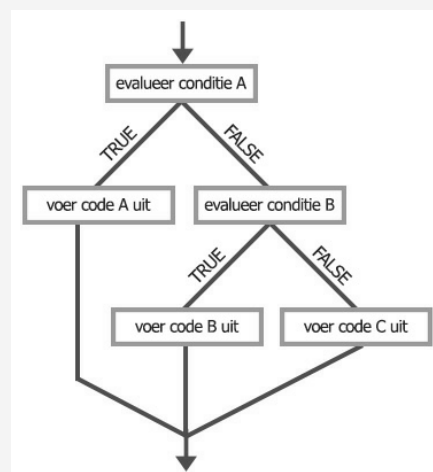 evalueer conditie A
TRUE
FALSE
voer code A uit
evalueer conditie B
TRUE
FALSE
voer code B uit
voer code C uit